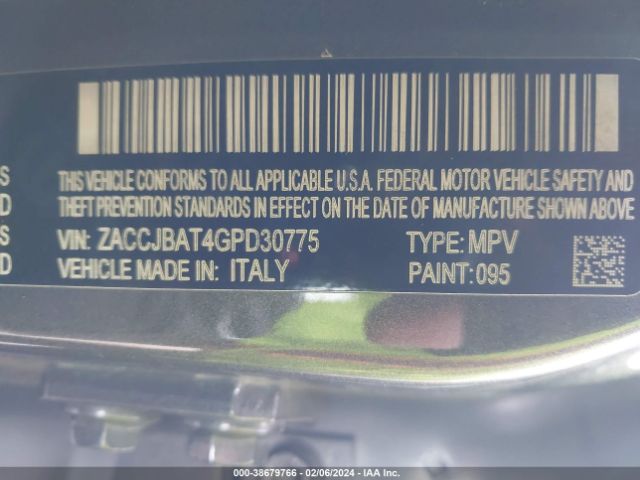 S
THIS VEHICLE CONFORMS TO ALL APPLICABLE U.S.A. FEDERAL MOTOR VEHICLE SAFETY AND
D
THEFT PREVENTION STANDARDS IN EFFECT ON THE DATE OF MANUFACTURE SHOWN ABOVE
S
VIN: ZACCJBAT4GPD30775 TYPE: MPV
D
VEHICLE MADE IN: ITALY PAINT: 095
000-38679766 - 02/06/2024 - IAA Inc.